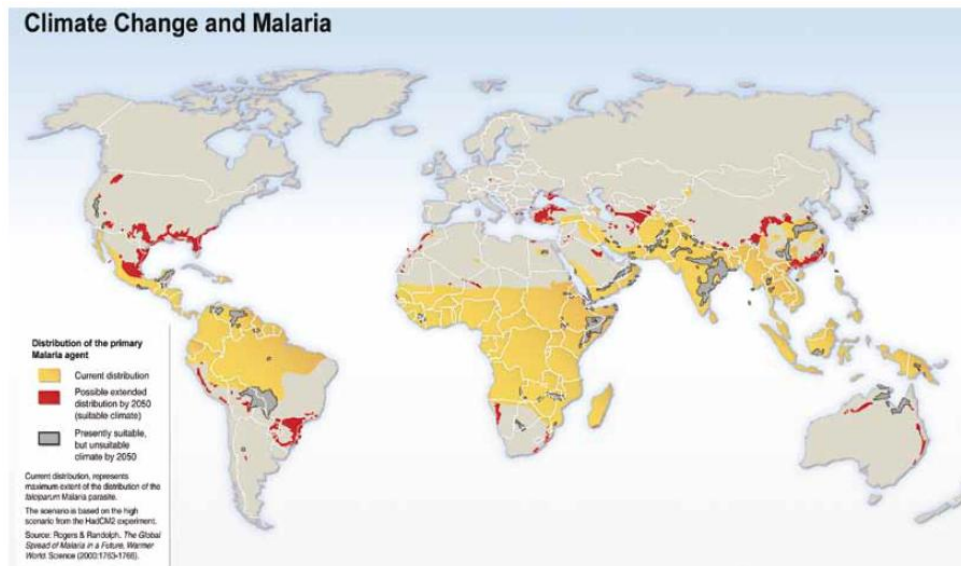 Climate Change and Malaria
Distribution of the primary
Malaria agent
Current distribution
Possible extended
distribution by 2050
(suitable climate)
Presently suitable,
but unsuitable
climate by 2050
Current distribution, represents
maximum extent of the distribution of the
falciparum Malaria parasite.
The scenario is based on the high
scenario from the HadCM2 experiment.
Source: Rogers & Randolph, The Global
Spread of Malaria in a Future, Warmer
World. Science (2000:1763-1766).